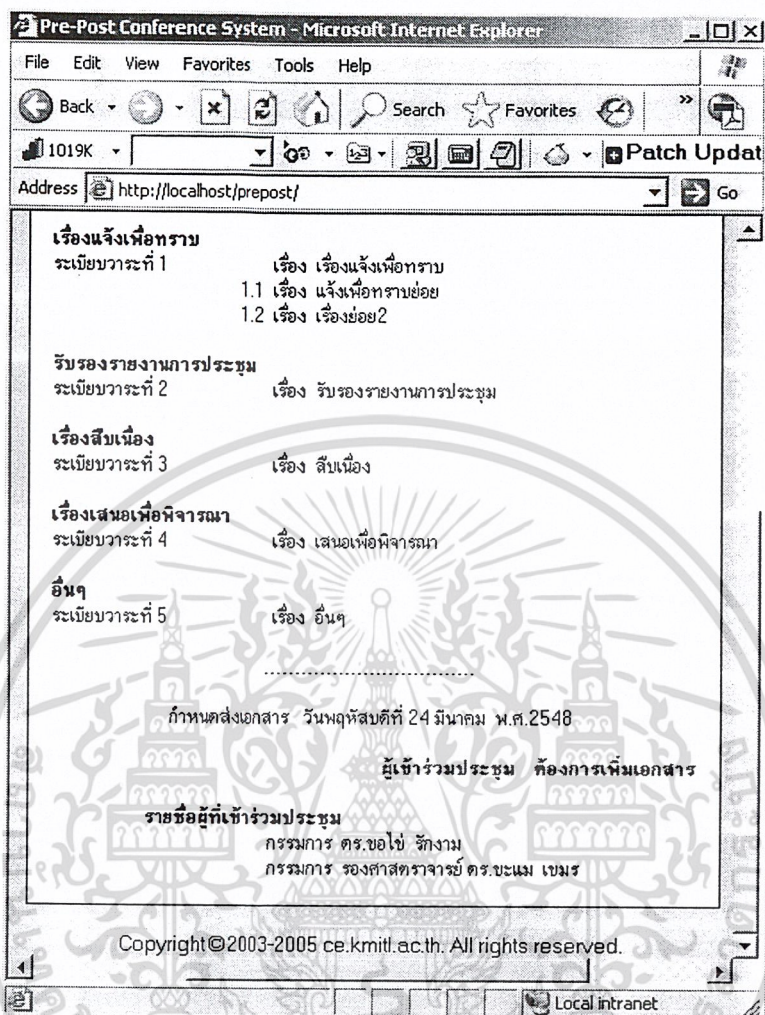 Pre-Post Conference System - Microsoft Internet Explorer
File Edit View Favorites Tools Help
Back Search Favorites »
1019K Patch Updat
Address http://localhost/prepost/ Go
เรื่องแจ้งเพื่อทราบ
ระเบียบวาระที่ 1 เรื่อง เรื่องแจ้งเพื่อทราบ
1.1 เรื่อง แจ้งเพื่อทราบย่อย
1.2 เรื่อง เรื่องย่อย2
รับรองรายงานการประชุม
ระเบียบวาระที่ 2 เรื่อง รับรองรายงานการประชุม
เรื่องสืบเนื่อง
ระเบียบวาระที่ 3 เรื่อง สืบเนื่อง
เรื่องเสนอเพื่อพิจารณา
ระเบียบวาระที่ 4 เรื่อง เสนอเพื่อพิจารณา
อื่นๆ
ระเบียบวาระที่ 5 เรื่อง อื่นๆ
................................
กำหนดส่งเอกสาร วันพฤหัสบดีที่ 24 มีนาคม พ.ศ.2548
ผู้เข้าร่วมประชุม ต้องการเพิ่มเอกสาร
รายชื่อผู้ที่เข้าร่วมประชุม
กรรมการ ดร.ขอไข่ รักงาม
กรรมการ รองศาสตราจารย์ ดร.ขะแม เขมร
Copyright©2003-2005 ce.kmitl.ac.th. All rights reserved.
Local intranet